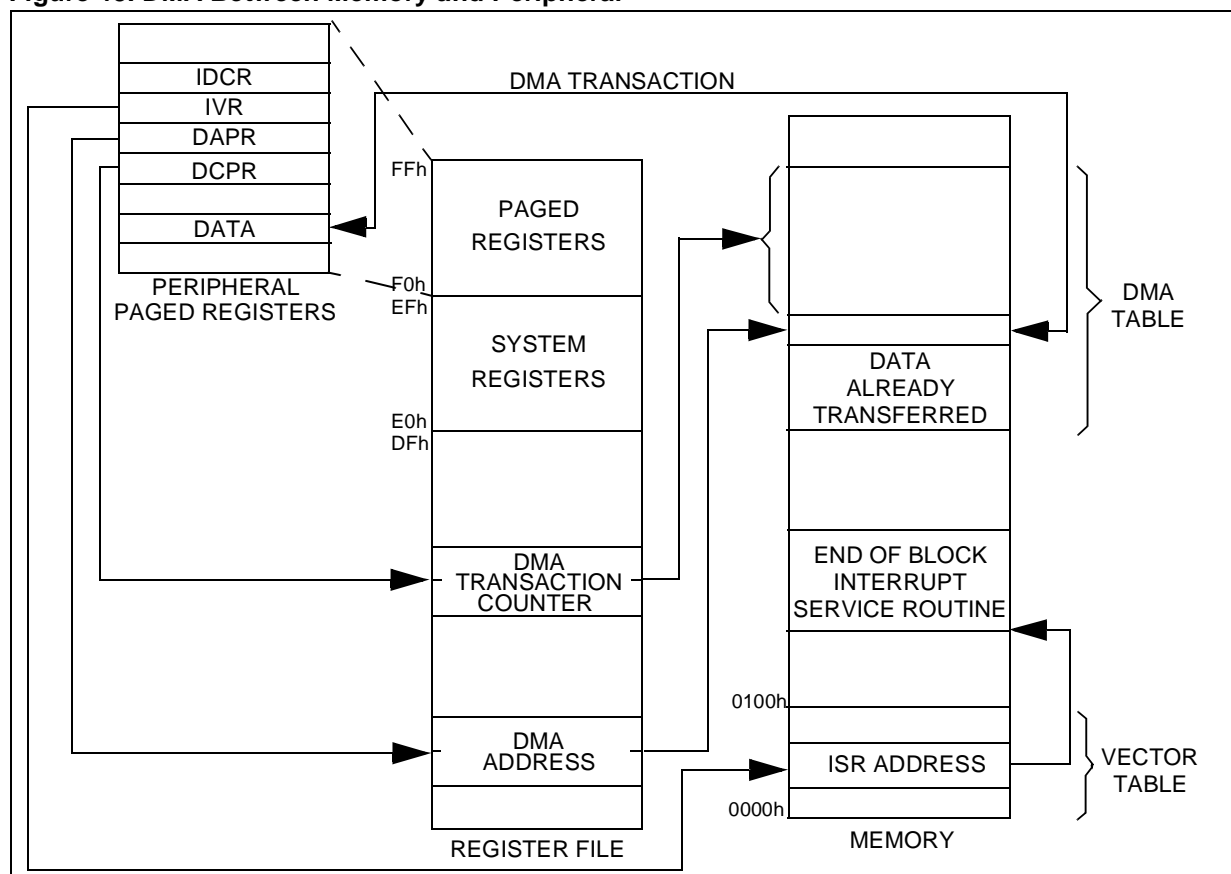 IDCR
IVR
DAPR
DCPR
DATA
PERIPHERAL
PAGED REGISTERS
DMA TRANSACTION
FFh
PAGED
REGISTERS
F0h
EFh
SYSTEM
REGISTERS
E0h
DFh
DMA
TRANSACTION
COUNTER
DMA
ADDRESS
REGISTER FILE
DMA
TABLE
DATA
ALREADY
TRANSFERRED
END OF BLOCK
INTERRUPT
SERVICE ROUTINE
0100h
ISR ADDRESS
VECTOR
TABLE
0000h
MEMORY